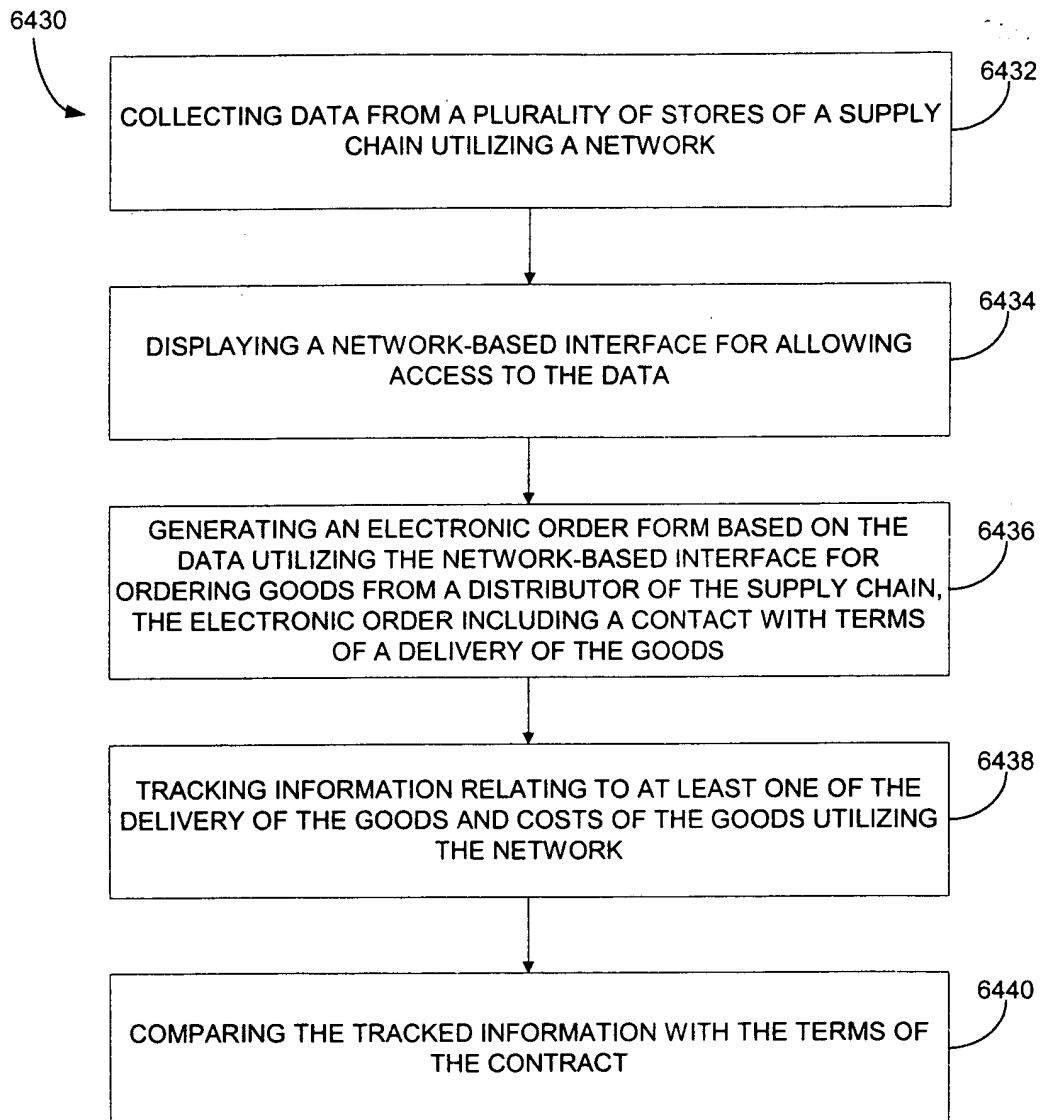 6430
6432
COLLECTING DATA FROM A PLURALITY OF STORES OF A SUPPLY
CHAIN UTILIZING A NETWORK
6434
DISPLAYING A NETWORK-BASED INTERFACE FOR ALLOWING
ACCESS TO THE DATA
6436
GENERATING AN ELECTRONIC ORDER FORM BASED ON THE
DATA UTILIZING THE NETWORK-BASED INTERFACE FOR
ORDERING GOODS FROM A DISTRIBUTOR OF THE SUPPLY CHAIN,
THE ELECTRONIC ORDER INCLUDING A CONTACT WITH TERMS
OF A DELIVERY OF THE GOODS
6438
TRACKING INFORMATION RELATING TO AT LEAST ONE OF THE
DELIVERY OF THE GOODS AND COSTS OF THE GOODS UTILIZING
THE NETWORK
6440
COMPARING THE TRACKED INFORMATION WITH THE TERMS OF
THE CONTRACT